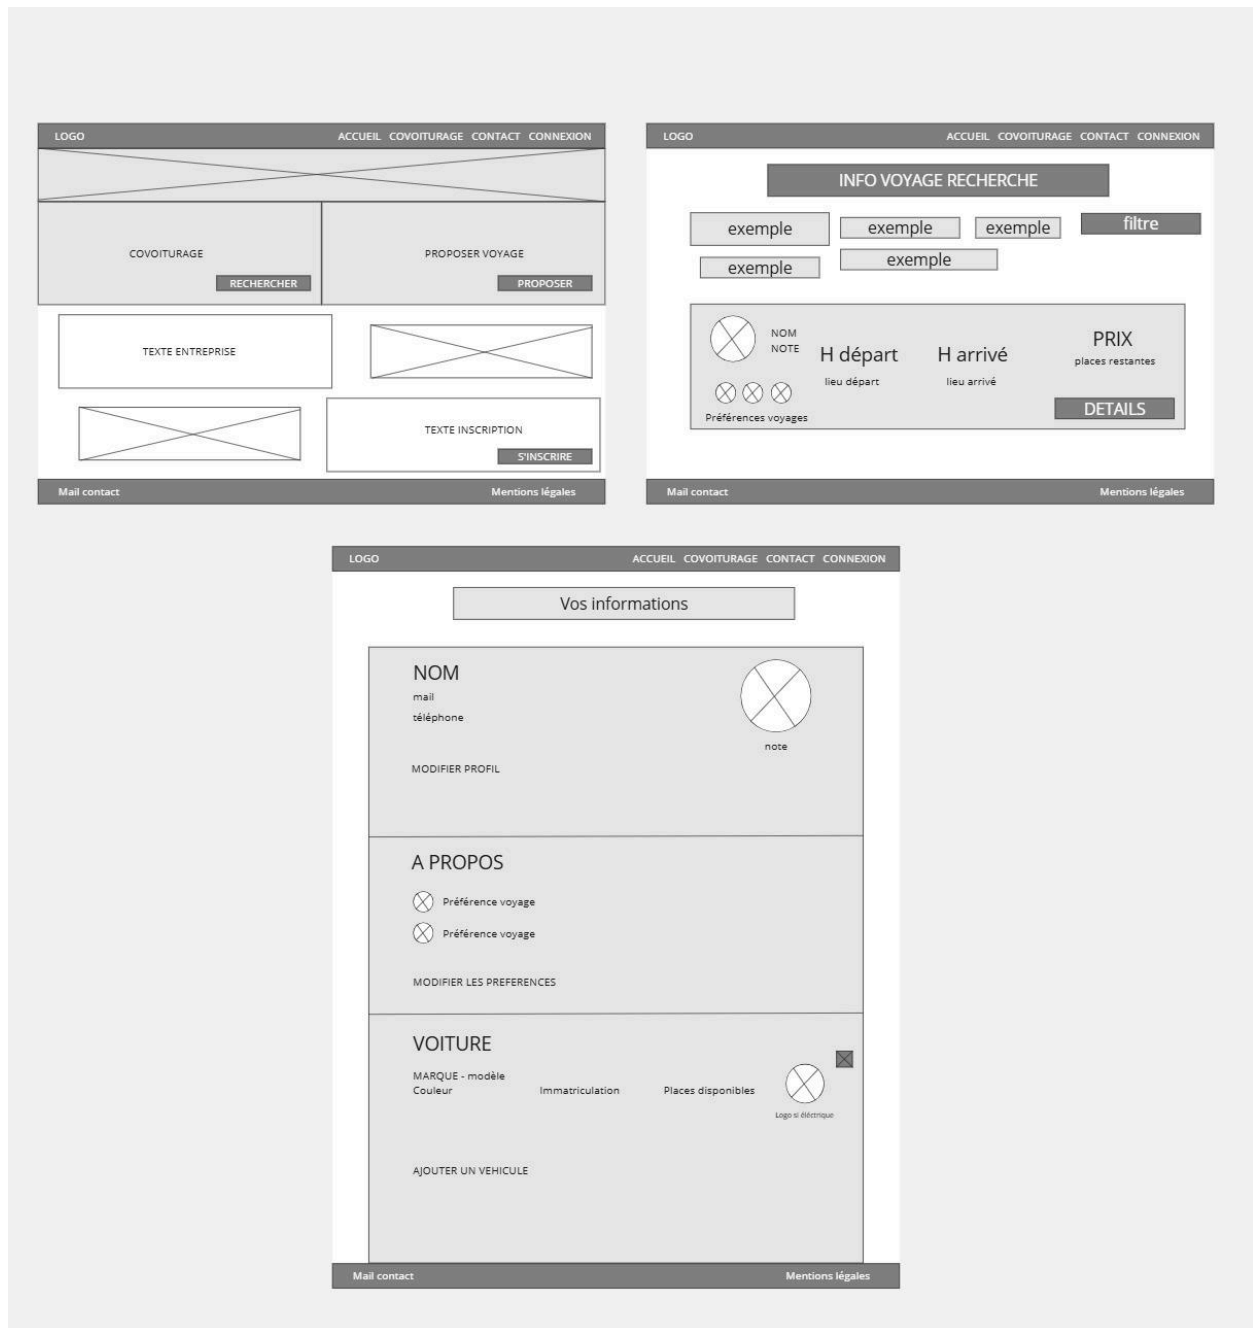 LOGO ACCUEIL COVOITURAGE CONTACT CONNEXION
COVOITURAGE
RECHERCHER
PROPOSER VOYAGE
PROPOSER
TEXTE ENTREPRISE
TEXTE INSCRIPTION
S'INSCRIRE
Mail contact Mentions légales
LOGO ACCUEIL COVOITURAGE CONTACT CONNEXION
INFO VOYAGE RECHERCHE
exemple exemple exemple filtre
exemple exemple
NOM
NOTE
Préférences voyages
H départ
lieu départ
H arrivé
lieu arrivé
PRIX
places restantes
DETAILS
Mail contact Mentions légales
LOGO ACCUEIL COVOITURAGE CONTACT CONNEXION
Vos informations
NOM
mail
téléphone
note
MODIFIER PROFIL
A PROPOS
Préférence voyage
Préférence voyage
MODIFIER LES PREFERENCES
VOITURE
MARQUE - modèle
Couleur Immatriculation Places disponibles
Logo si éléctrique
AJOUTER UN VEHICULE
Mail contact Mentions légales